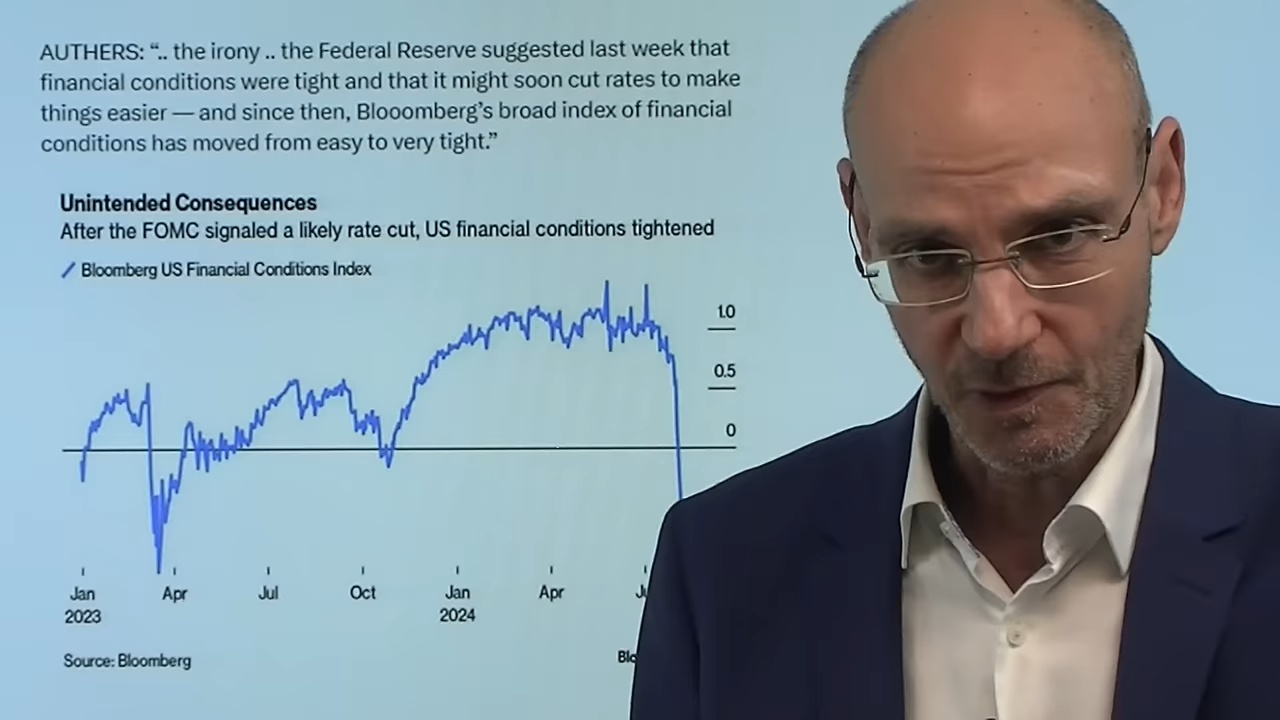 AUTHERS: “.. the irony .. the Federal Reserve suggested last week that
financial conditions were tight and that it might soon cut rates to make
things easier — and since then, Blooomberg’s broad index of financial
conditions has moved from easy to very tight.”
Unintended Consequences
After the FOMC signaled a likely rate cut, US financial conditions tightened
Bloomberg US Financial Conditions Index
1.0
0.5
0
Jan Apr Jul Oct Jan Apr
2023 2024
Source: Bloomberg